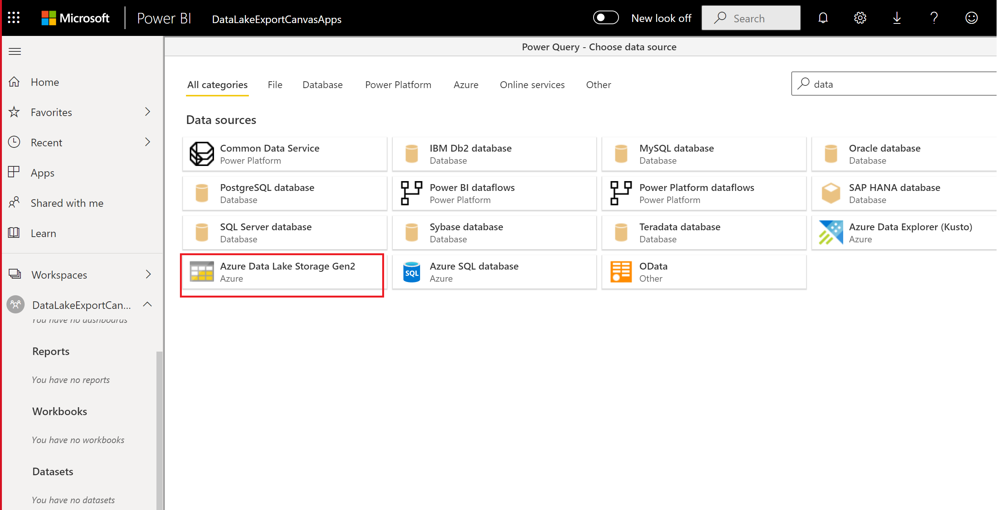 Microsoft Power BI DataLakeExportCanvasApps New look off Search
Power Query - Choose data source
Home
Favorites
Recent
Apps
Shared with me
Learn
Workspaces
DataLakeExportCan...
You have no dashboards
Reports
You have no reports
Workbooks
You have no workbooks
Datasets
You have no datasets
All categories File Database Power Platform Azure Online services Other
data
Data sources
Common Data Service
Power Platform
IBM Db2 database
Database
MySQL database
Database
Oracle database
Database
PostgreSQL database
Database
Power BI dataflows
Power Platform
Power Platform dataflows
Power Platform
SAP HANA database
Database
SQL Server database
Database
Sybase database
Database
Teradata database
Database
Azure Data Explorer (Kusto)
Azure
Azure Data Lake Storage Gen2
Azure
SQL
Azure SQL database
Azure
OData
Other